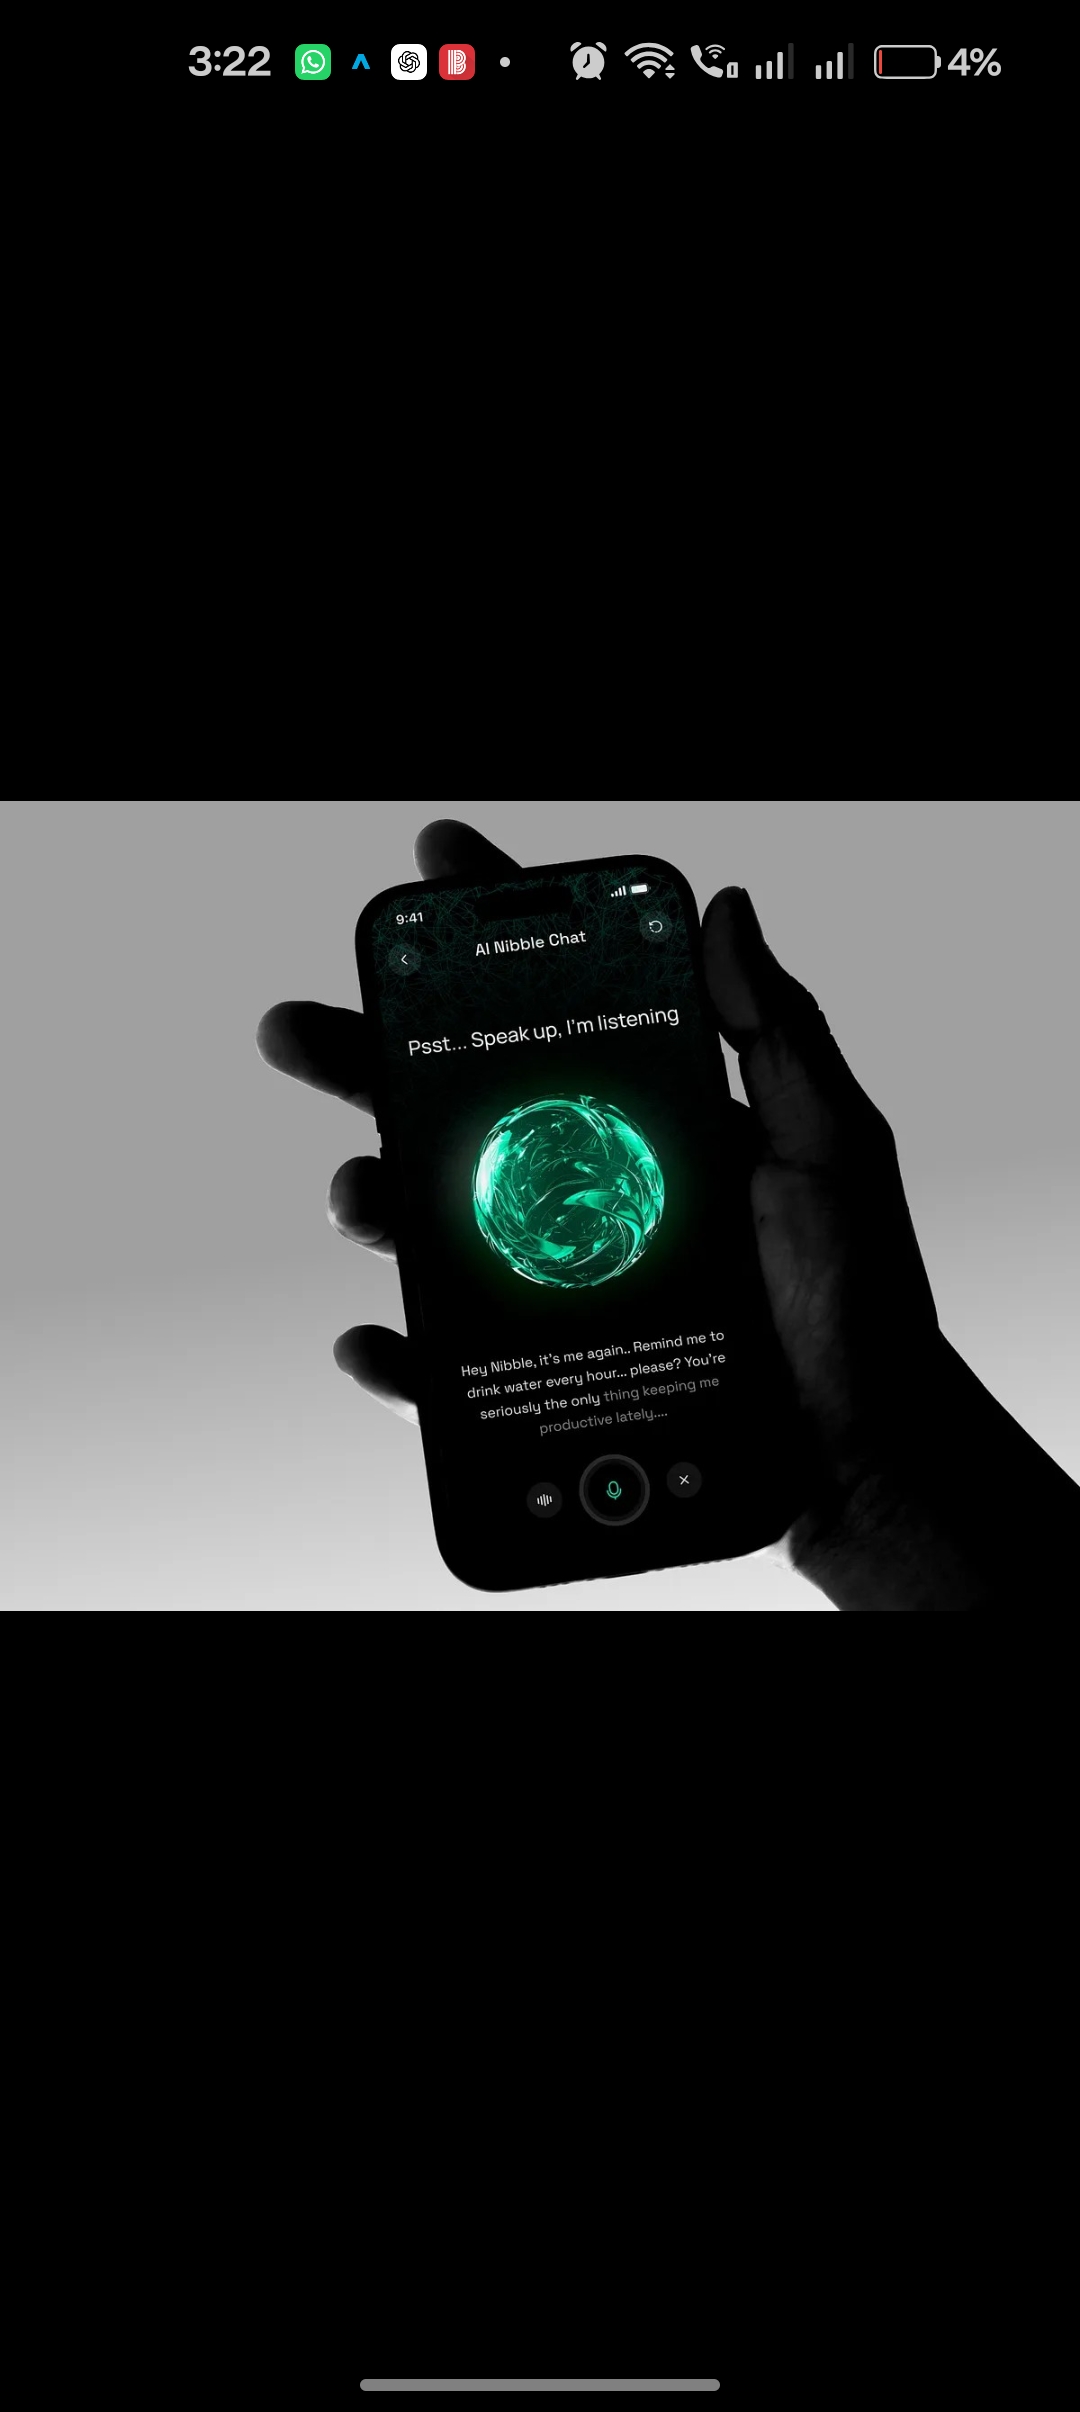 3:22
4%
9:41
AI Nibble Chat
Psst... Speak up, I'm listening
Hey Nibble, it's me again.. Remind me to
drink water every hour... please? You're
seriously the only thing keeping me
productive lately....